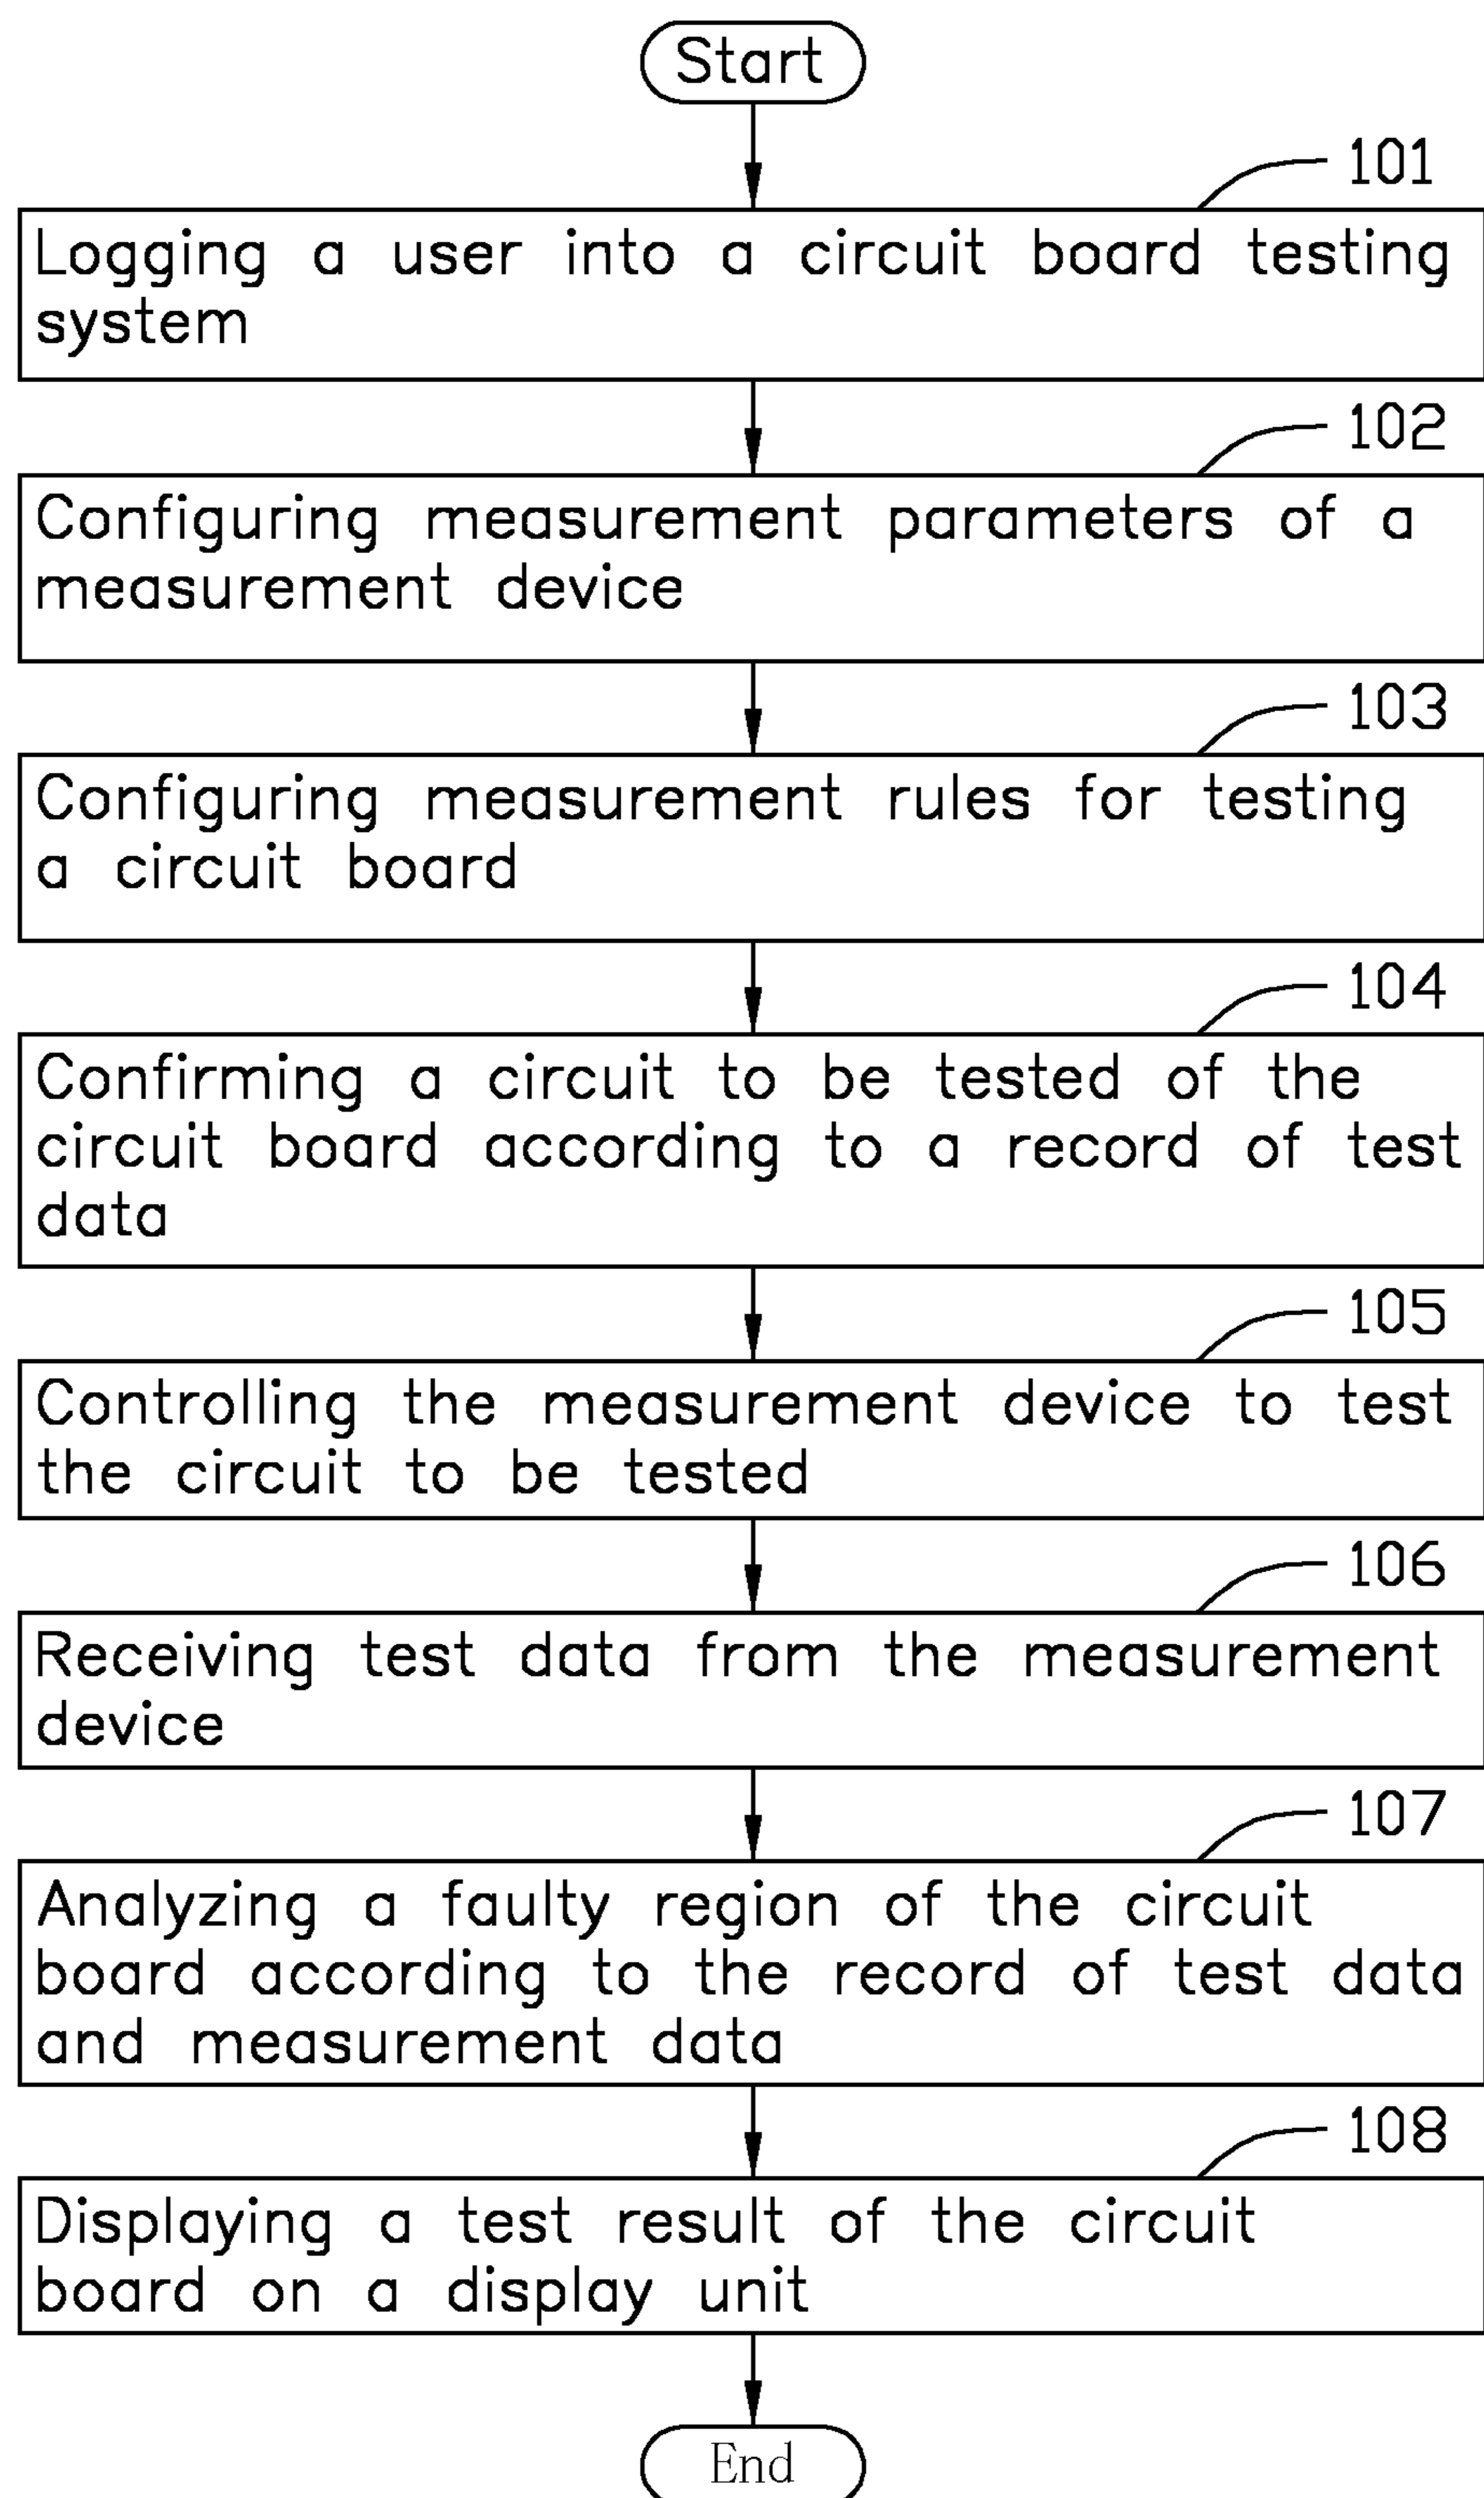 Start
101
Logging a user into a circuit board testing
system
102
Configuring measurement parameters of a
measurement device
103
Configuring measurement rules for testing
a circuit board
104
Confirming a circuit to be tested of the
circuit board according to a record of test
data
105
Controlling the measurement device to test
the circuit to be tested
106
Receiving test data from the measurement
device
107
Analyzing a faulty region of the circuit
board according to the record of test data
and measurement data
108
Displaying a test result of the circuit
board on a display unit
End